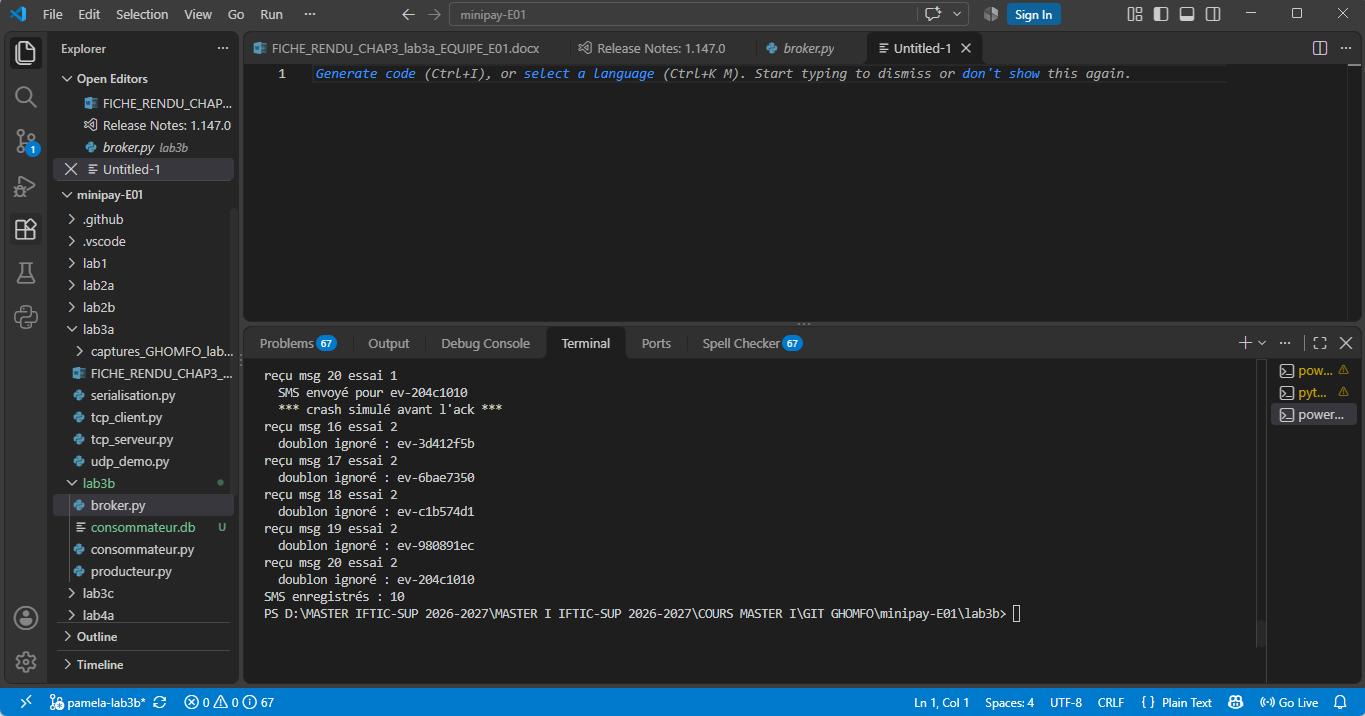 File Edit Selection View Go Run ··· minipay-E01 Sign In
Explorer ···
Open Editors
FICHE_RENDU_CHAP...
Release Notes: 1.147.0
broker.py lab3b
Untitled-1
minipay-E01
.github
.vscode
lab1
lab2a
lab2b
lab3a
captures_GHOMFO_lab...
FICHE_RENDU_CHAP3_...
serialisation.py
tcp_client.py
tcp_serveur.py
udp_demo.py
lab3b
broker.py
consommateur.db U
consommateur.py
producteur.py
lab3c
lab4a
Outline
Timeline
1
FICHE_RENDU_CHAP3_lab3a_EQUIPE_E01.docx Release Notes: 1.147.0 broker.py Untitled-1 ···
1 Generate code (Ctrl+I), or select a language (Ctrl+K M). Start typing to dismiss or don't show this again.
Problems 67 Output Debug Console Terminal Ports Spell Checker 67 ···
reçu msg 20 essai 1
SMS envoyé pour ev-204c1010
*** crash simulé avant l'ack ***
reçu msg 16 essai 2
doublon ignoré : ev-3d412f5b
reçu msg 17 essai 2
doublon ignoré : ev-6bae7350
reçu msg 18 essai 2
doublon ignoré : ev-c1b574d1
reçu msg 19 essai 2
doublon ignoré : ev-980891ec
reçu msg 20 essai 2
doublon ignoré : ev-204c1010
SMS enregistrés : 10
PS D:\MASTER IFTIC-SUP 2026-2027\MASTER I IFTIC-SUP 2026-2027\COURS MASTER I\GIT GHOMFO\minipay-E01\lab3b>
pow...
pyt...
power...
pamela-lab3b* 0 0 67 Ln 1, Col 1 Spaces: 4 UTF-8 CRLF { } Plain Text Go Live